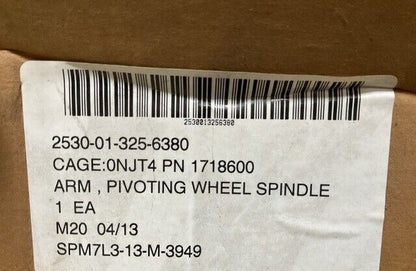 2530013256380
2530-01-325-6380
CAGE:0NJT4 PN 1718600
ARM , PIVOTING WHEEL SPINDLE
1 EA
M20 04/13
SPM7L3-13-M-3949